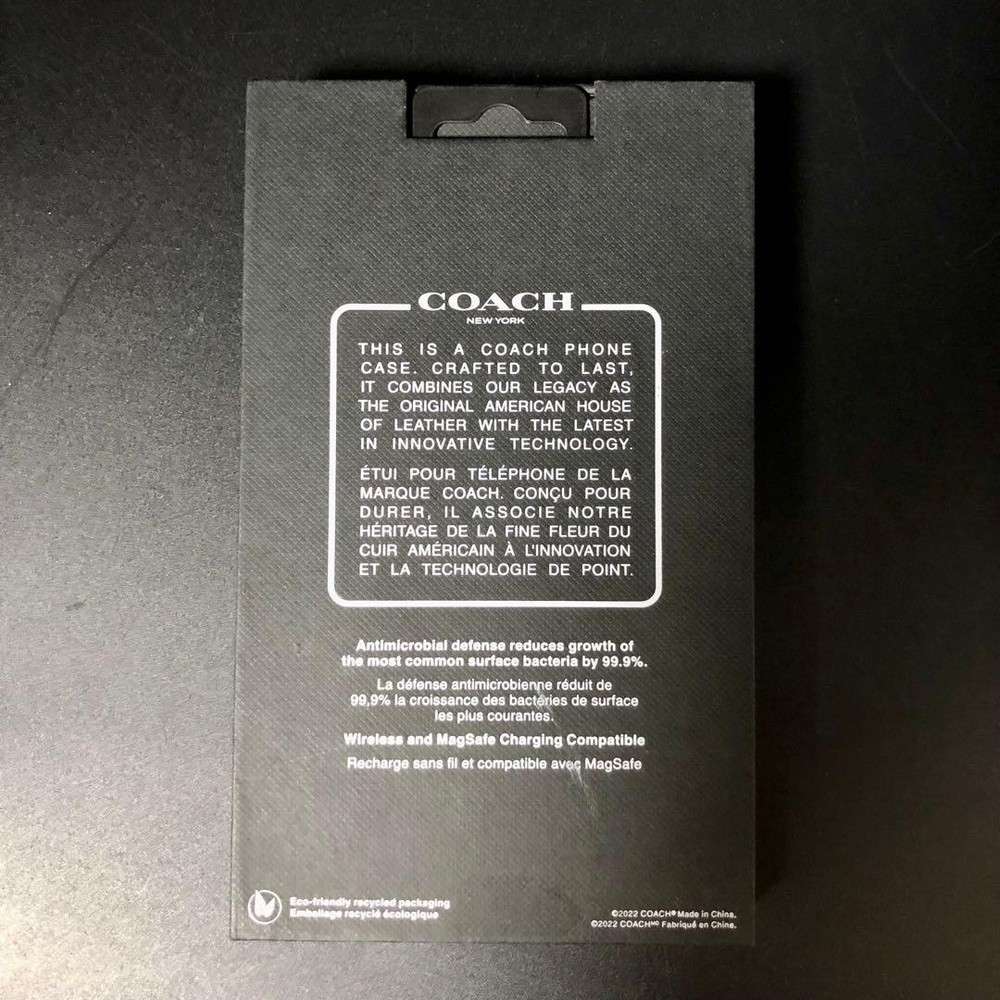 COACH
NEW YORK
THIS IS A COACH PHONE
CASE. CRAFTED TO LAST,
IT COMBINES OUR LEGACY AS
THE ORIGINAL AMERICAN HOUSE
OF LEATHER WITH THE LATEST
IN INNOVATIVE TECHNOLOGY.
ÉTUI POUR TÉLÉPHONE DE LA
MARQUE COACH. CONÇU POUR
DURER, IL ASSOCIE NOTRE
HÉRITAGE DE LA FINE FLEUR DU
CUIR AMÉRICAIN À L'INNOVATION
ET LA TECHNOLOGIE DE POINT.
Antimicrobial defense reduces growth of
the most common surface bacteria by 99.9%.
La défense antimicrobienne réduit de
99,9% la croissance des bactéries de surface
les plus courantes.
Wireless and MagSafe Charging Compatible
Recharge sans fil et compatible avec MagSafe
Eco-friendly recycled packaging
Emballage recyclé écologique
©2022 COACH® Made in China.
©2022 COACHᴹᴰ Fabriqué en Chine.